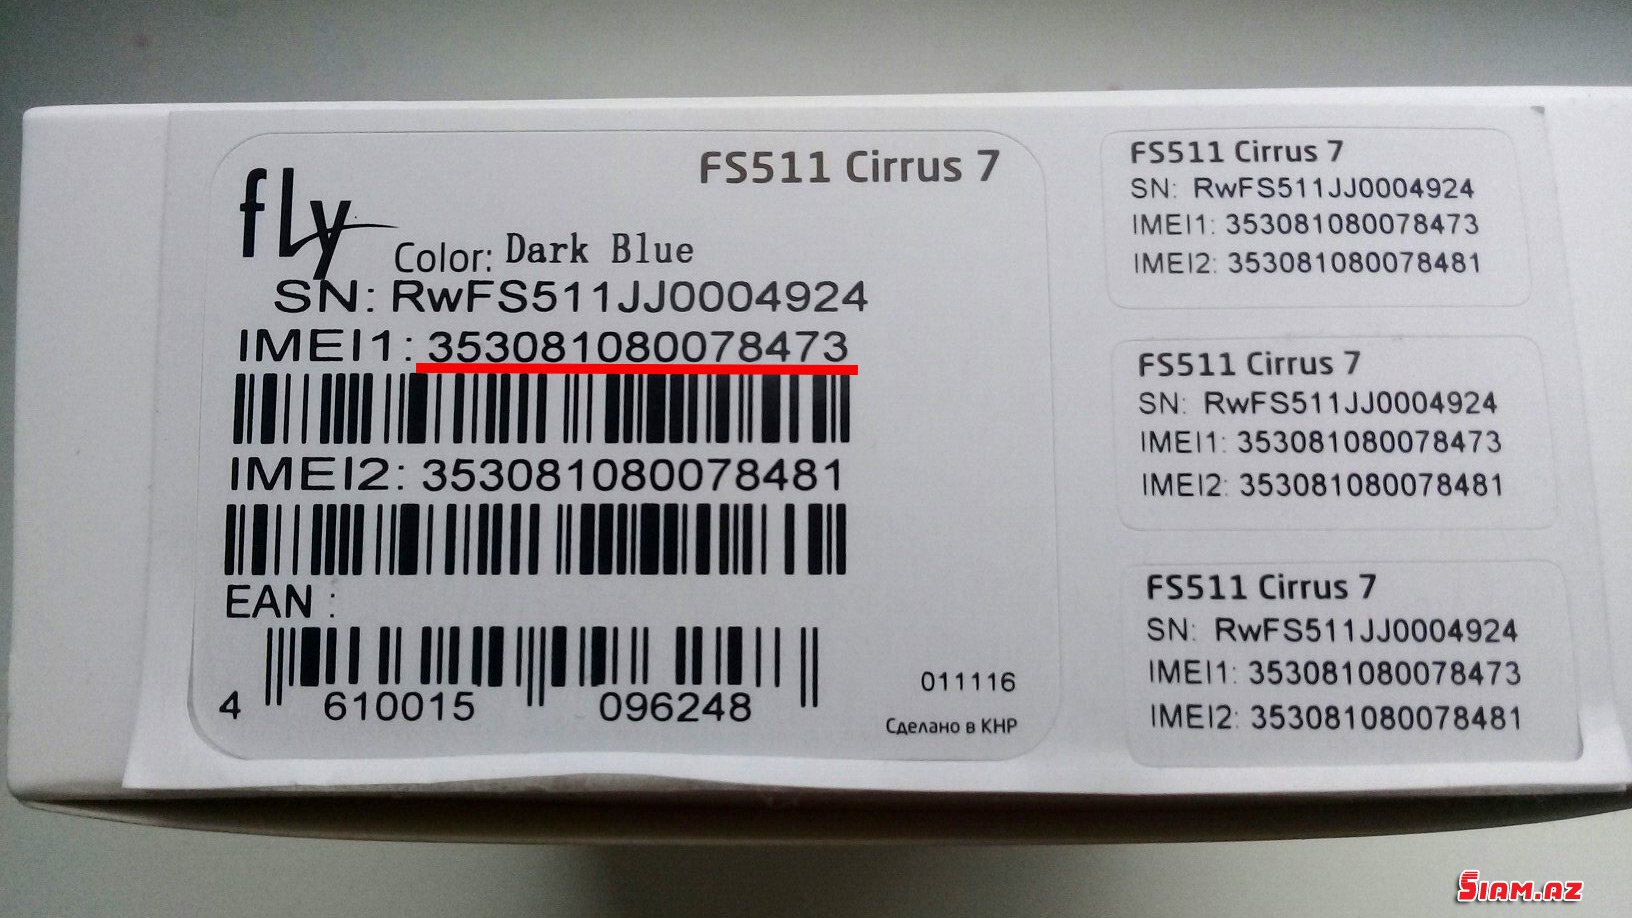 fly
FS511 Cirrus 7
Color: Dark Blue
SN: RwFS511JJ0004924
IMEI1: 353081080078473
IMEI2: 353081080078481
EAN :
4 610015 096248
011116
Сделано в КНР
FS511 Cirrus 7
SN: RwFS511JJ0004924
IMEI1: 353081080078473
IMEI2: 353081080078481
FS511 Cirrus 7
SN: RwFS511JJ0004924
IMEI1: 353081080078473
IMEI2: 353081080078481
FS511 Cirrus 7
SN: RwFS511JJ0004924
IMEI1: 353081080078473
IMEI2: 353081080078481
SIAM.AZ